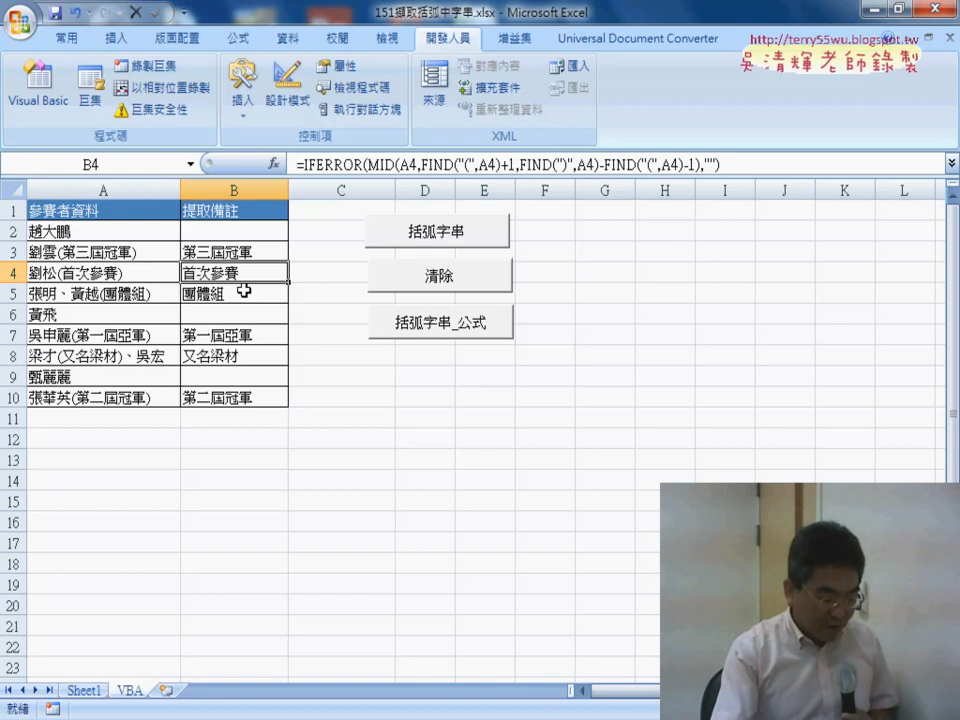 151擷取括弧中字串.xlsx - Microsoft Excel
常用 插入 版面配置 公式 資料 校閱 檢視 開發人員 增益集 Universal Document Converter
http://terry55wu.blogspot.tw
吳清輝老師錄製
Visual Basic 巨集 錄製巨集 以相對位置錄製 巨集安全性
程式碼
插入 設計模式 屬性 檢視程式碼 執行對話方塊
控制項
來源 對應內容 擴充套件 重新整理資料 匯入 匯出
XML
B4 fx =IFERROR(MID(A4,FIND("(",A4)+1,FIND(")",A4)-FIND("(",A4)-1),"")
A B C D E F G H I J K L
1 參賽者資料 提取備註
2 趙大鵬
3 劉雲(第三屆冠軍) 第三屆冠軍
4 劉松(首次參賽) 首次參賽
5 張明、黃越(團體組) 團體組
6 黃飛
7 吳申麗(第一屆亞軍) 第一屆亞軍
8 梁才(又名梁材)、吳宏 又名梁材
9 甄麗麗
10 張華英(第二屆冠軍) 第二屆冠軍
11
12
13
14
15
16
17
18
19
20
21
22
23
括弧字串
清除
括弧字串_公式
Sheet1 VBA
就緒